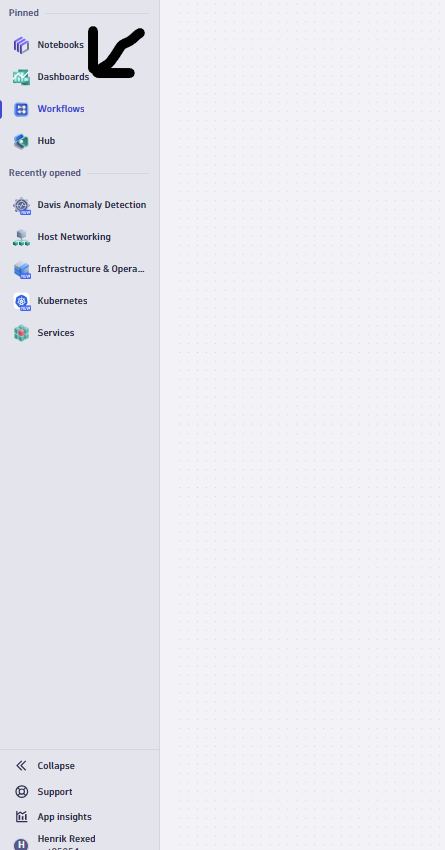 Pinned
Notebooks
Dashboards
Workflows
Hub
Recently opened
Davis Anomaly Detection
Host Networking
Infrastructure & Opera...
Kubernetes
Services
Collapse
Support
App insights
H
Henrik Rexed